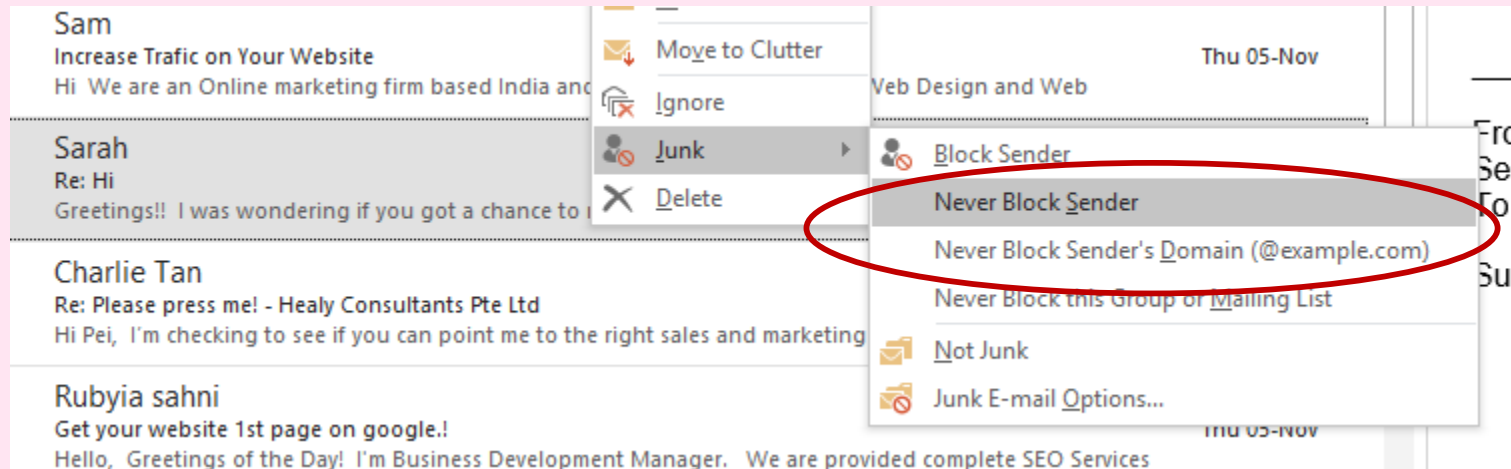 Sam
Increase Trafic on Your Website
Thu 05-Nov
Hi We are an Online marketing firm based India and
Web Design and Web
Sarah
Re: Hi
Greetings!! I was wondering if you got a chance to
Charlie Tan
Re: Please press me! - Healy Consultants Pte Ltd
Hi Pei, I'm checking to see if you can point me to the right sales and marketing
Rubyia sahni
Get your website 1st page on google.!
Thu 05-Nov
Hello, Greetings of the Day! I'm Business Development Manager. We are provided complete SEO Services
Move to Clutter
Ignore
Junk
Delete
Block Sender
Never Block Sender
Never Block Sender's Domain (@example.com)
Never Block this Group or Mailing List
Not Junk
Junk E-mail Options...
To